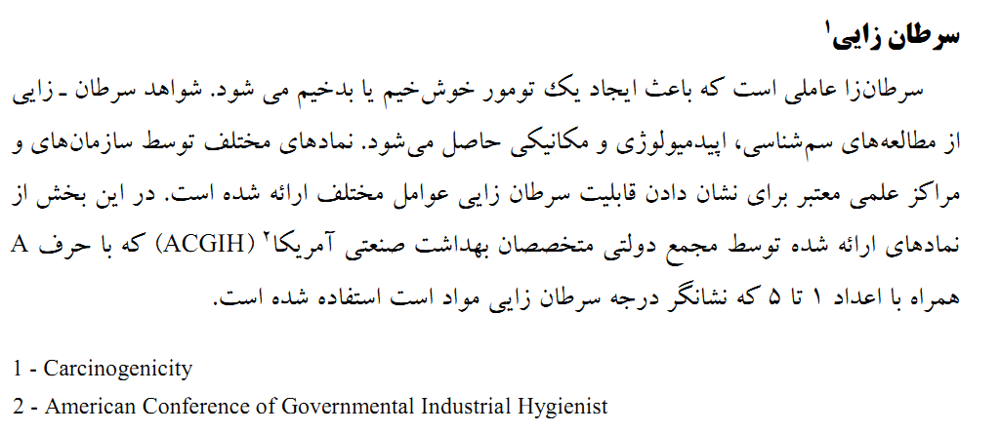 سرطان زایی۱
سرطان‌زا عاملی است که باعث ایجاد یک تومور خوش‌خیم یا بدخیم می شود. شواهد سرطان ـ زایی
از مطالعه‌های سم‌شناسی، اپیدمیولوژی و مکانیکی حاصل می‌شود. نمادهای مختلف توسط سازمان‌های و
مراکز علمی معتبر برای نشان دادن قابلیت سرطان زایی عوامل مختلف ارائه شده است. در این بخش از
نمادهای ارائه شده توسط مجمع دولتی متخصصان بهداشت صنعتی آمریکا۲ (ACGIH) که با حرف A
همراه با اعداد ۱ تا ۵ که نشانگر درجه سرطان زایی مواد است استفاده شده است.
1 - Carcinogenicity
2 - American Conference of Governmental Industrial Hygienist